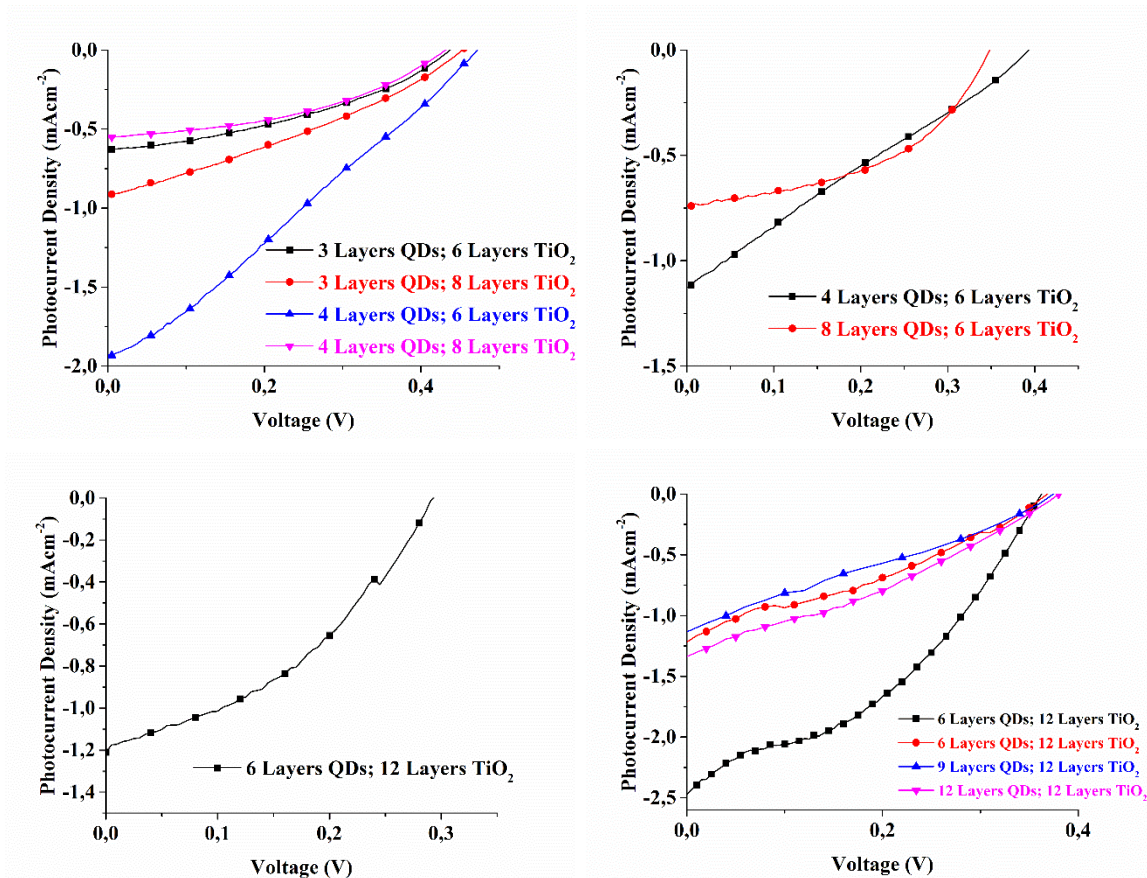 0,0
-0,5
-1,0
-1,5
-2,0
Photocurrent Density (mAcm⁻²)
3 Layers QDs; 6 Layers TiO₂
3 Layers QDs; 8 Layers TiO₂
4 Layers QDs; 6 Layers TiO₂
4 Layers QDs; 8 Layers TiO₂
0,0 0,2 0,4
Voltage (V)
0,0
-0,5
-1,0
-1,5
Photocurrent Density (mAcm⁻²)
4 Layers QDs; 6 Layers TiO₂
8 Layers QDs; 6 Layers TiO₂
0,0 0,1 0,2 0,3 0,4
Voltage (V)
0,0
-0,2
-0,4
-0,6
-0,8
-1,0
-1,2
-1,4
Photocurrent Density (mAcm⁻²)
6 Layers QDs; 12 Layers TiO₂
0,0 0,1 0,2 0,3
Voltage (V)
0,0
-0,5
-1,0
-1,5
-2,0
-2,5
Photocurrent Density (mAcm⁻²)
6 Layers QDs; 12 Layers TiO₂
6 Layers QDs; 12 Layers TiO₂
9 Layers QDs; 12 Layers TiO₂
12 Layers QDs; 12 Layers TiO₂
0,0 0,2 0,4
Voltage (V)